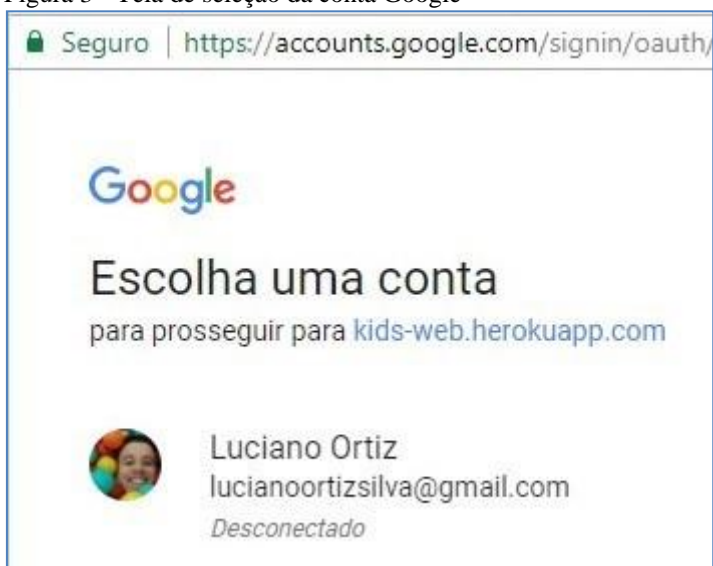 Figura 3 – Tela de seleção da conta Google
Seguro | https://accounts.google.com/signin/oauth/
Google
Escolha uma conta
para prosseguir para kids-web.herokuapp.com
Luciano Ortiz
lucianoortizsilva@gmail.com
Desconectado